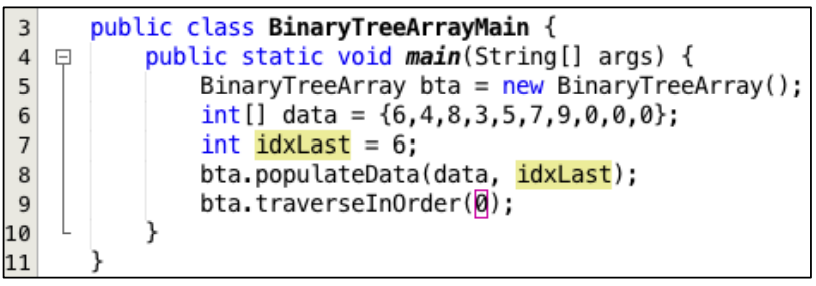 3 public class BinaryTreeArrayMain {
4 public static void main(String[] args) {
5 BinaryTreeArray bta = new BinaryTreeArray();
6 int[] data = {6,4,8,3,5,7,9,0,0,0};
7 int idxLast = 6;
8 bta.populateData(data, idxLast);
9 bta.traverseInOrder(0);
10 }
11 }